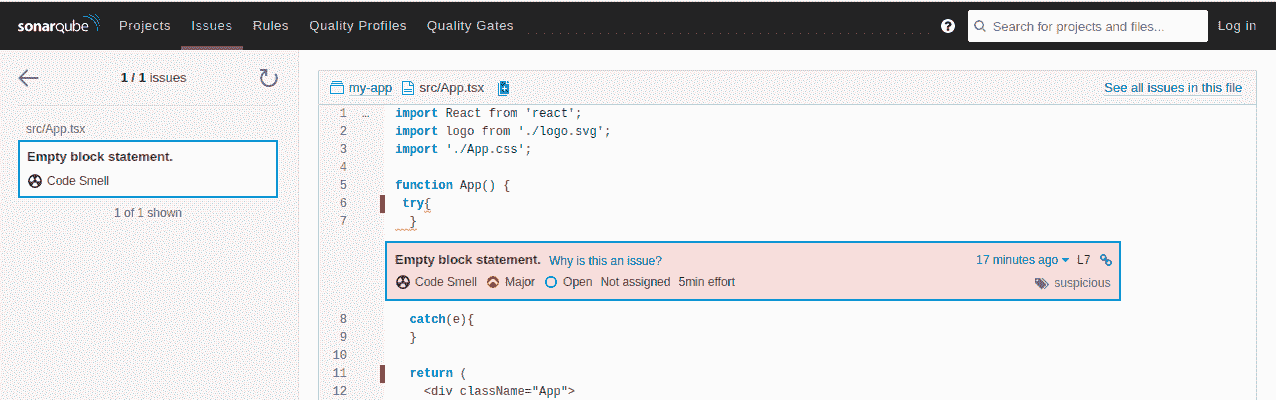 sonarqube Projects Issues Rules Quality Profiles Quality Gates ? Search for projects and files... Log in
1 / 1 issues
my-app src/App.tsx See all issues in this file
src/App.tsx
Empty block statement.
Code Smell
1 of 1 shown
1 … import React from 'react';
2 import logo from './logo.svg';
3 import './App.css';
4
5 function App() {
6 try{
7 }
Empty block statement. Why is this an issue? 17 minutes ago L7
Code Smell Major Open Not assigned 5min effort suspicious
8 catch(e){
9 }
10
11 return (
12 <div className="App">